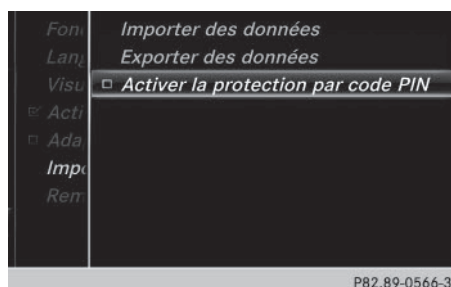 Fon
Importer des données
Lang
Exporter des données
Visu
Activer la protection par code PIN
Acti
Ada
Impo
Rem
P82.89-0566-3